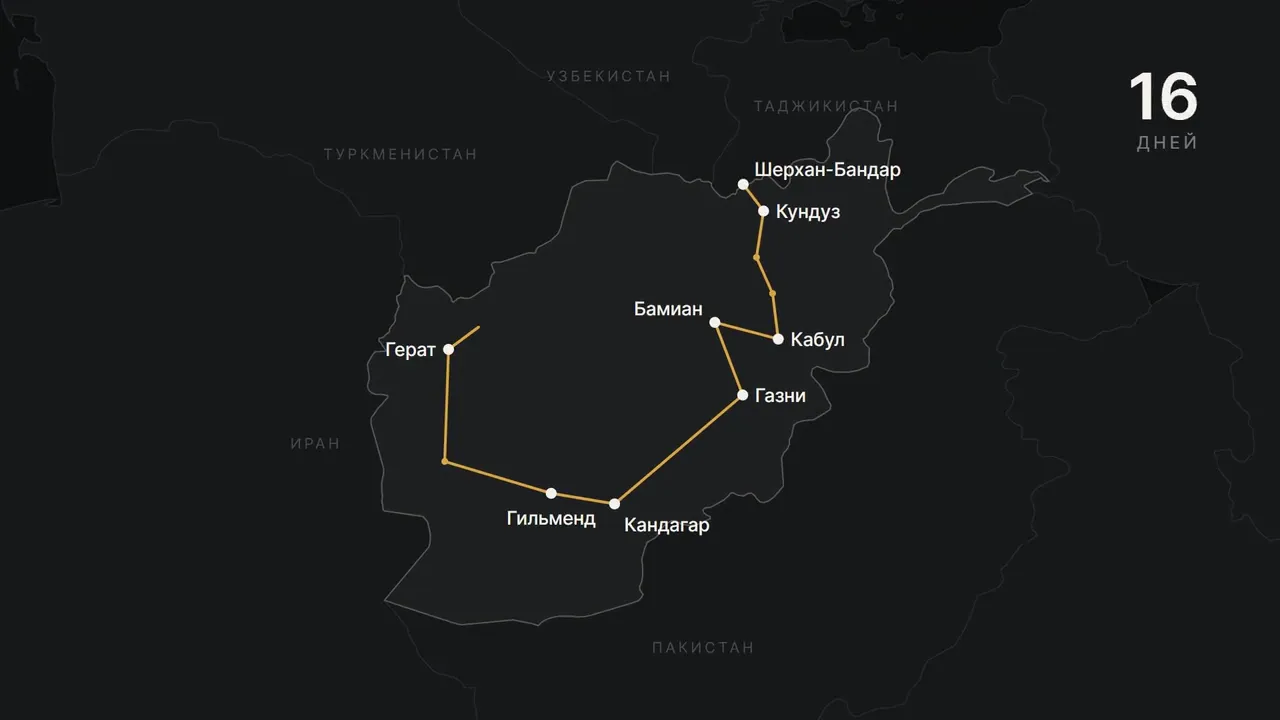 УЗБЕКИСТАН
ТАДЖИКИСТАН
16
ДНЕЙ
ТУРКМЕНИСТАН
Шерхан-Бандар
Кундуз
Бамиан
Кабул
Герат
Газни
ИРАН
Гильменд
Кандагар
ПАКИСТАН